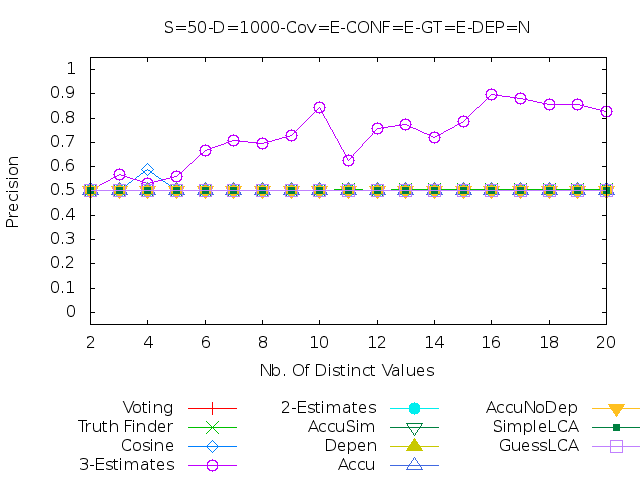 S=50-D=1000-Cov=E-CONF=E-GT=E-DEP=N
1
0.9
0.8
0.7
0.6
0.5
0.4
0.3
0.2
0.1
0
Precision
2 4 6 8 10 12 14 16 18 20
Nb. Of Distinct Values
Voting 2-Estimates AccuNoDep
Truth Finder AccuSim SimpleLCA
Cosine Depen GuessLCA
3-Estimates Accu